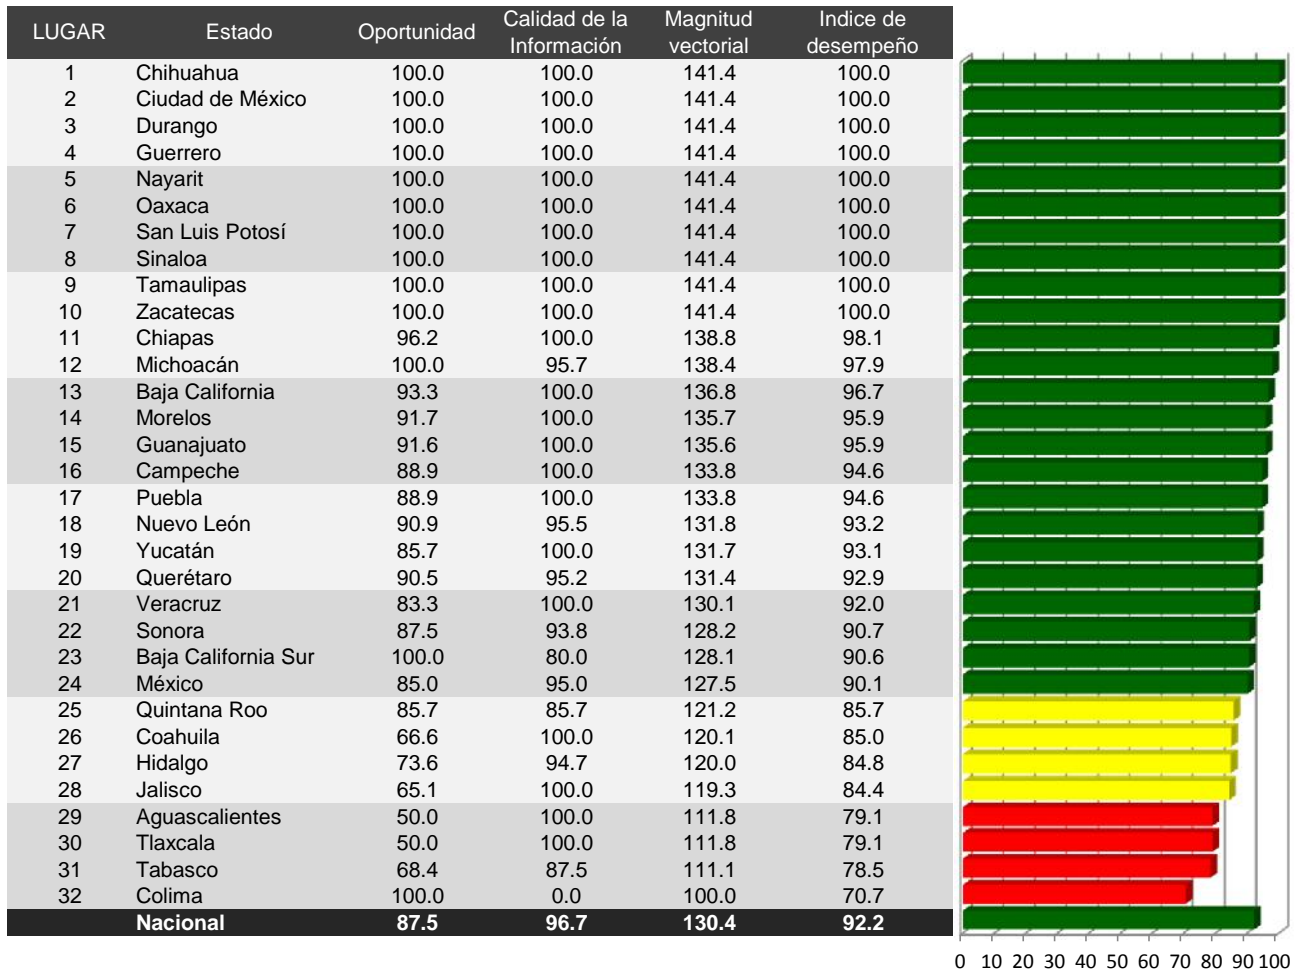 LUGAR Estado Oportunidad Calidad de la Información Magnitud vectorial Indice de desempeño
1 Chihuahua 100.0 100.0 141.4 100.0
2 Ciudad de México 100.0 100.0 141.4 100.0
3 Durango 100.0 100.0 141.4 100.0
4 Guerrero 100.0 100.0 141.4 100.0
5 Nayarit 100.0 100.0 141.4 100.0
6 Oaxaca 100.0 100.0 141.4 100.0
7 San Luis Potosí 100.0 100.0 141.4 100.0
8 Sinaloa 100.0 100.0 141.4 100.0
9 Tamaulipas 100.0 100.0 141.4 100.0
10 Zacatecas 100.0 100.0 141.4 100.0
11 Chiapas 96.2 100.0 138.8 98.1
12 Michoacán 100.0 95.7 138.4 97.9
13 Baja California 93.3 100.0 136.8 96.7
14 Morelos 91.7 100.0 135.7 95.9
15 Guanajuato 91.6 100.0 135.6 95.9
16 Campeche 88.9 100.0 133.8 94.6
17 Puebla 88.9 100.0 133.8 94.6
18 Nuevo León 90.9 95.5 131.8 93.2
19 Yucatán 85.7 100.0 131.7 93.1
20 Querétaro 90.5 95.2 131.4 92.9
21 Veracruz 83.3 100.0 130.1 92.0
22 Sonora 87.5 93.8 128.2 90.7
23 Baja California Sur 100.0 80.0 128.1 90.6
24 México 85.0 95.0 127.5 90.1
25 Quintana Roo 85.7 85.7 121.2 85.7
26 Coahuila 66.6 100.0 120.1 85.0
27 Hidalgo 73.6 94.7 120.0 84.8
28 Jalisco 65.1 100.0 119.3 84.4
29 Aguascalientes 50.0 100.0 111.8 79.1
30 Tlaxcala 50.0 100.0 111.8 79.1
31 Tabasco 68.4 87.5 111.1 78.5
32 Colima 100.0 0.0 100.0 70.7
Nacional 87.5 96.7 130.4 92.2
0 10 20 30 40 50 60 70 80 90 100